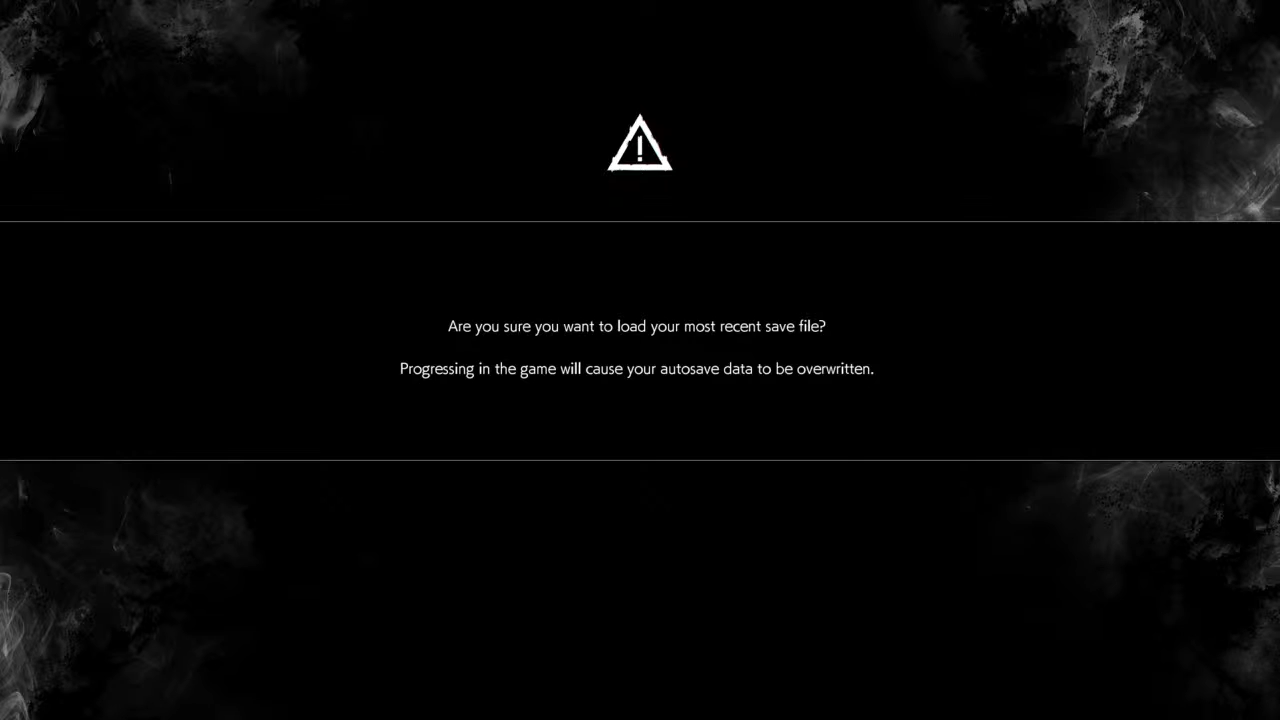 Are you sure you want to load your most recent save file?
Progressing in the game will cause your autosave data to be overwritten.